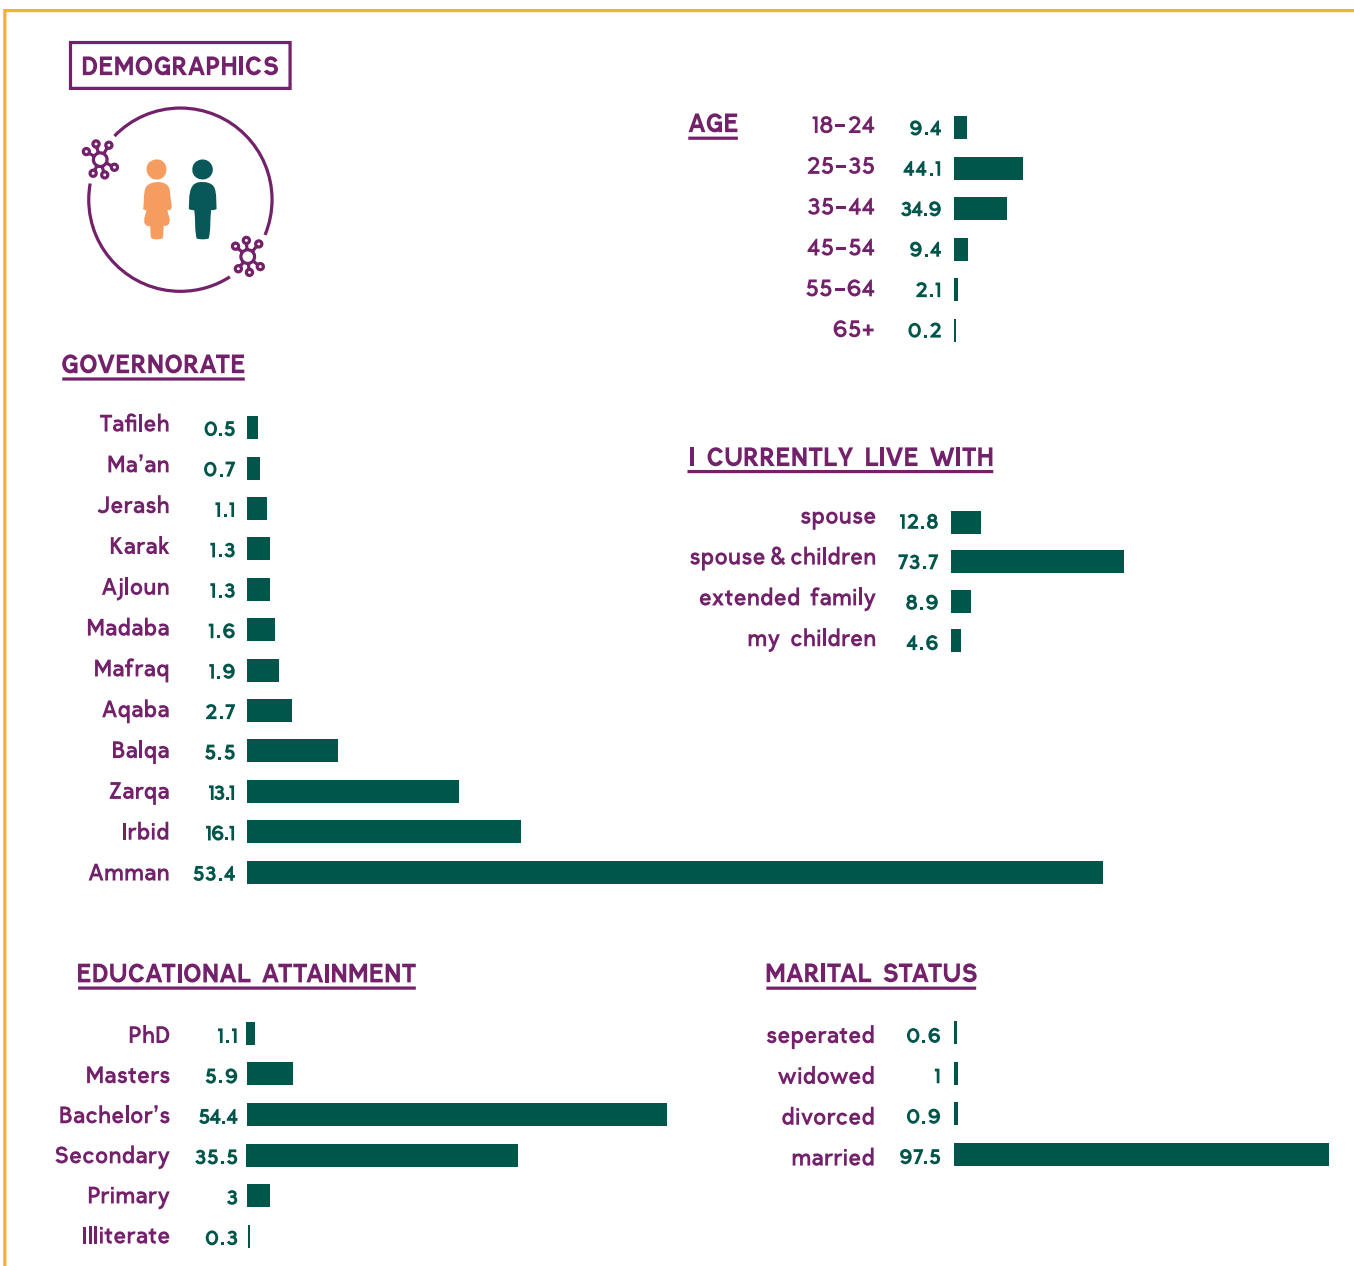 DEMOGRAPHICS
AGE
18-24 9.4
25-35 44.1
35-44 34.9
45-54 9.4
55-64 2.1
65+ 0.2
GOVERNORATE
Tafileh 0.5
Ma'an 0.7
Jerash 1.1
Karak 1.3
Ajloun 1.3
Madaba 1.6
Mafraq 1.9
Aqaba 2.7
Balqa 5.5
Zarqa 13.1
Irbid 16.1
Amman 53.4
I CURRENTLY LIVE WITH
spouse 12.8
spouse & children 73.7
extended family 8.9
my children 4.6
EDUCATIONAL ATTAINMENT
PhD 1.1
Masters 5.9
Bachelor's 54.4
Secondary 35.5
Primary 3
Illiterate 0.3
MARITAL STATUS
seperated 0.6
widowed 1
divorced 0.9
married 97.5